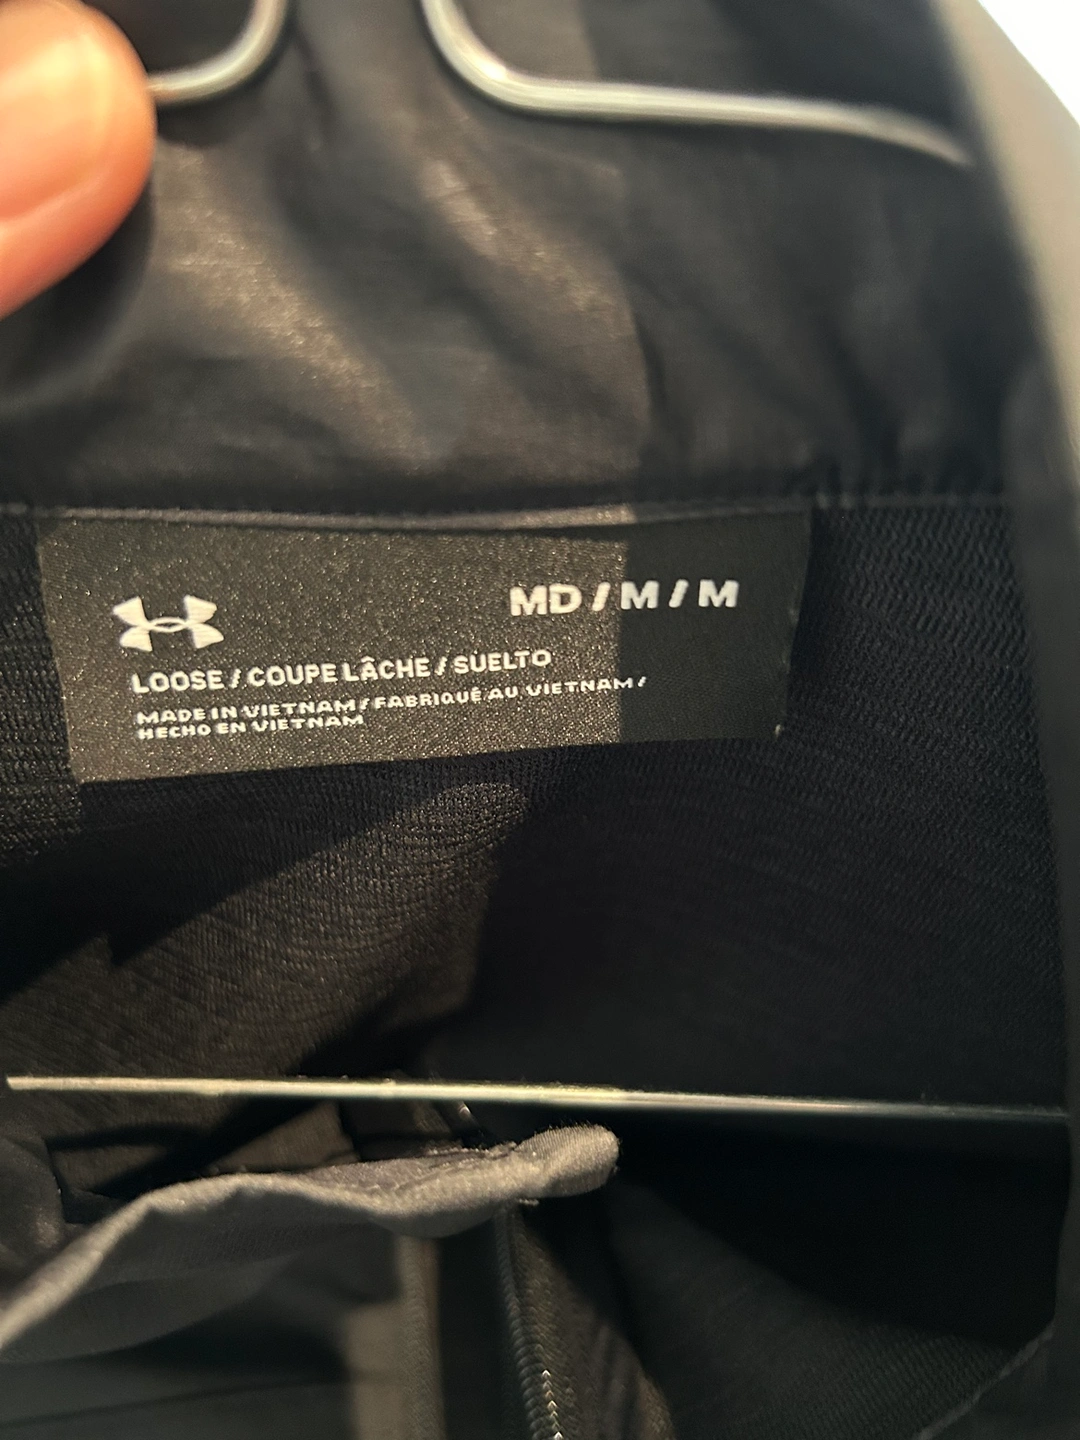 MD / M / M
LOOSE / COUPE LÂCHE / SUELTO
MADE IN VIETNAM / FABRIQUÉ AU VIETNAM /
HECHO EN VIETNAM